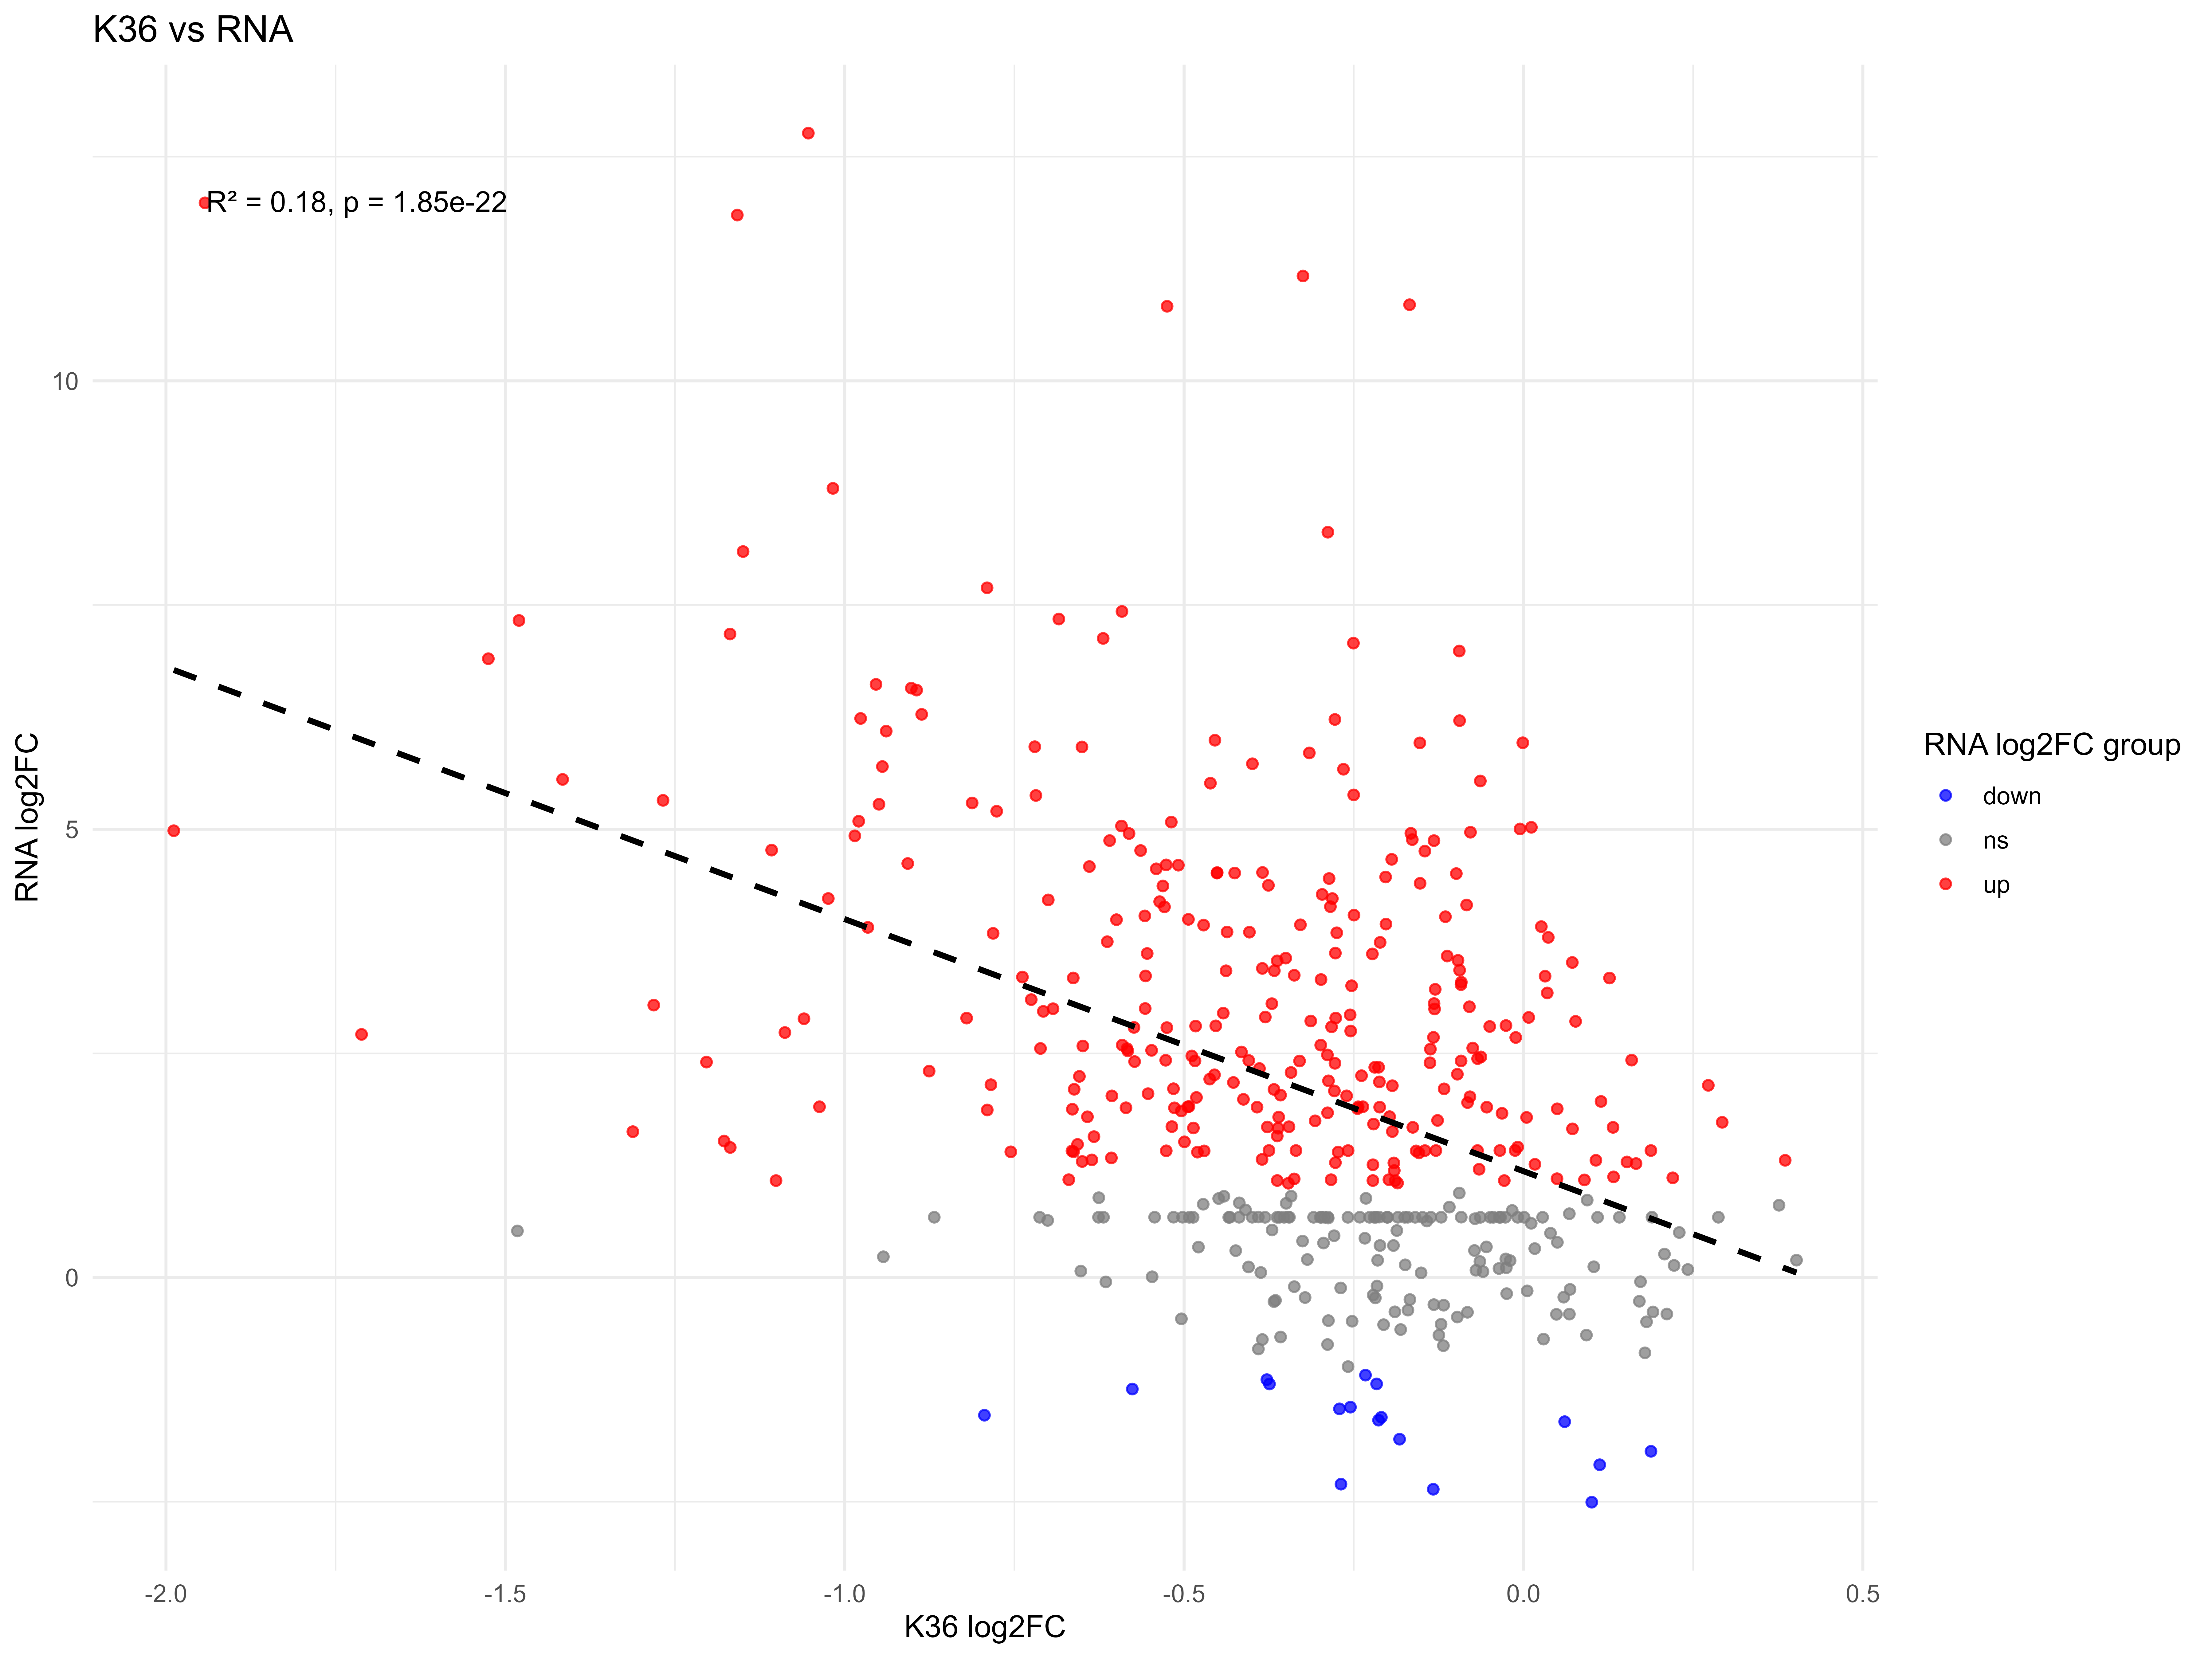 K36 vs RNA
R² = 0.18, p = 1.85e-22
10
5
0
RNA log2FC
-2.0
-1.5
-1.0
-0.5
0.0
0.5
K36 log2FC
RNA log2FC group
down
ns
up